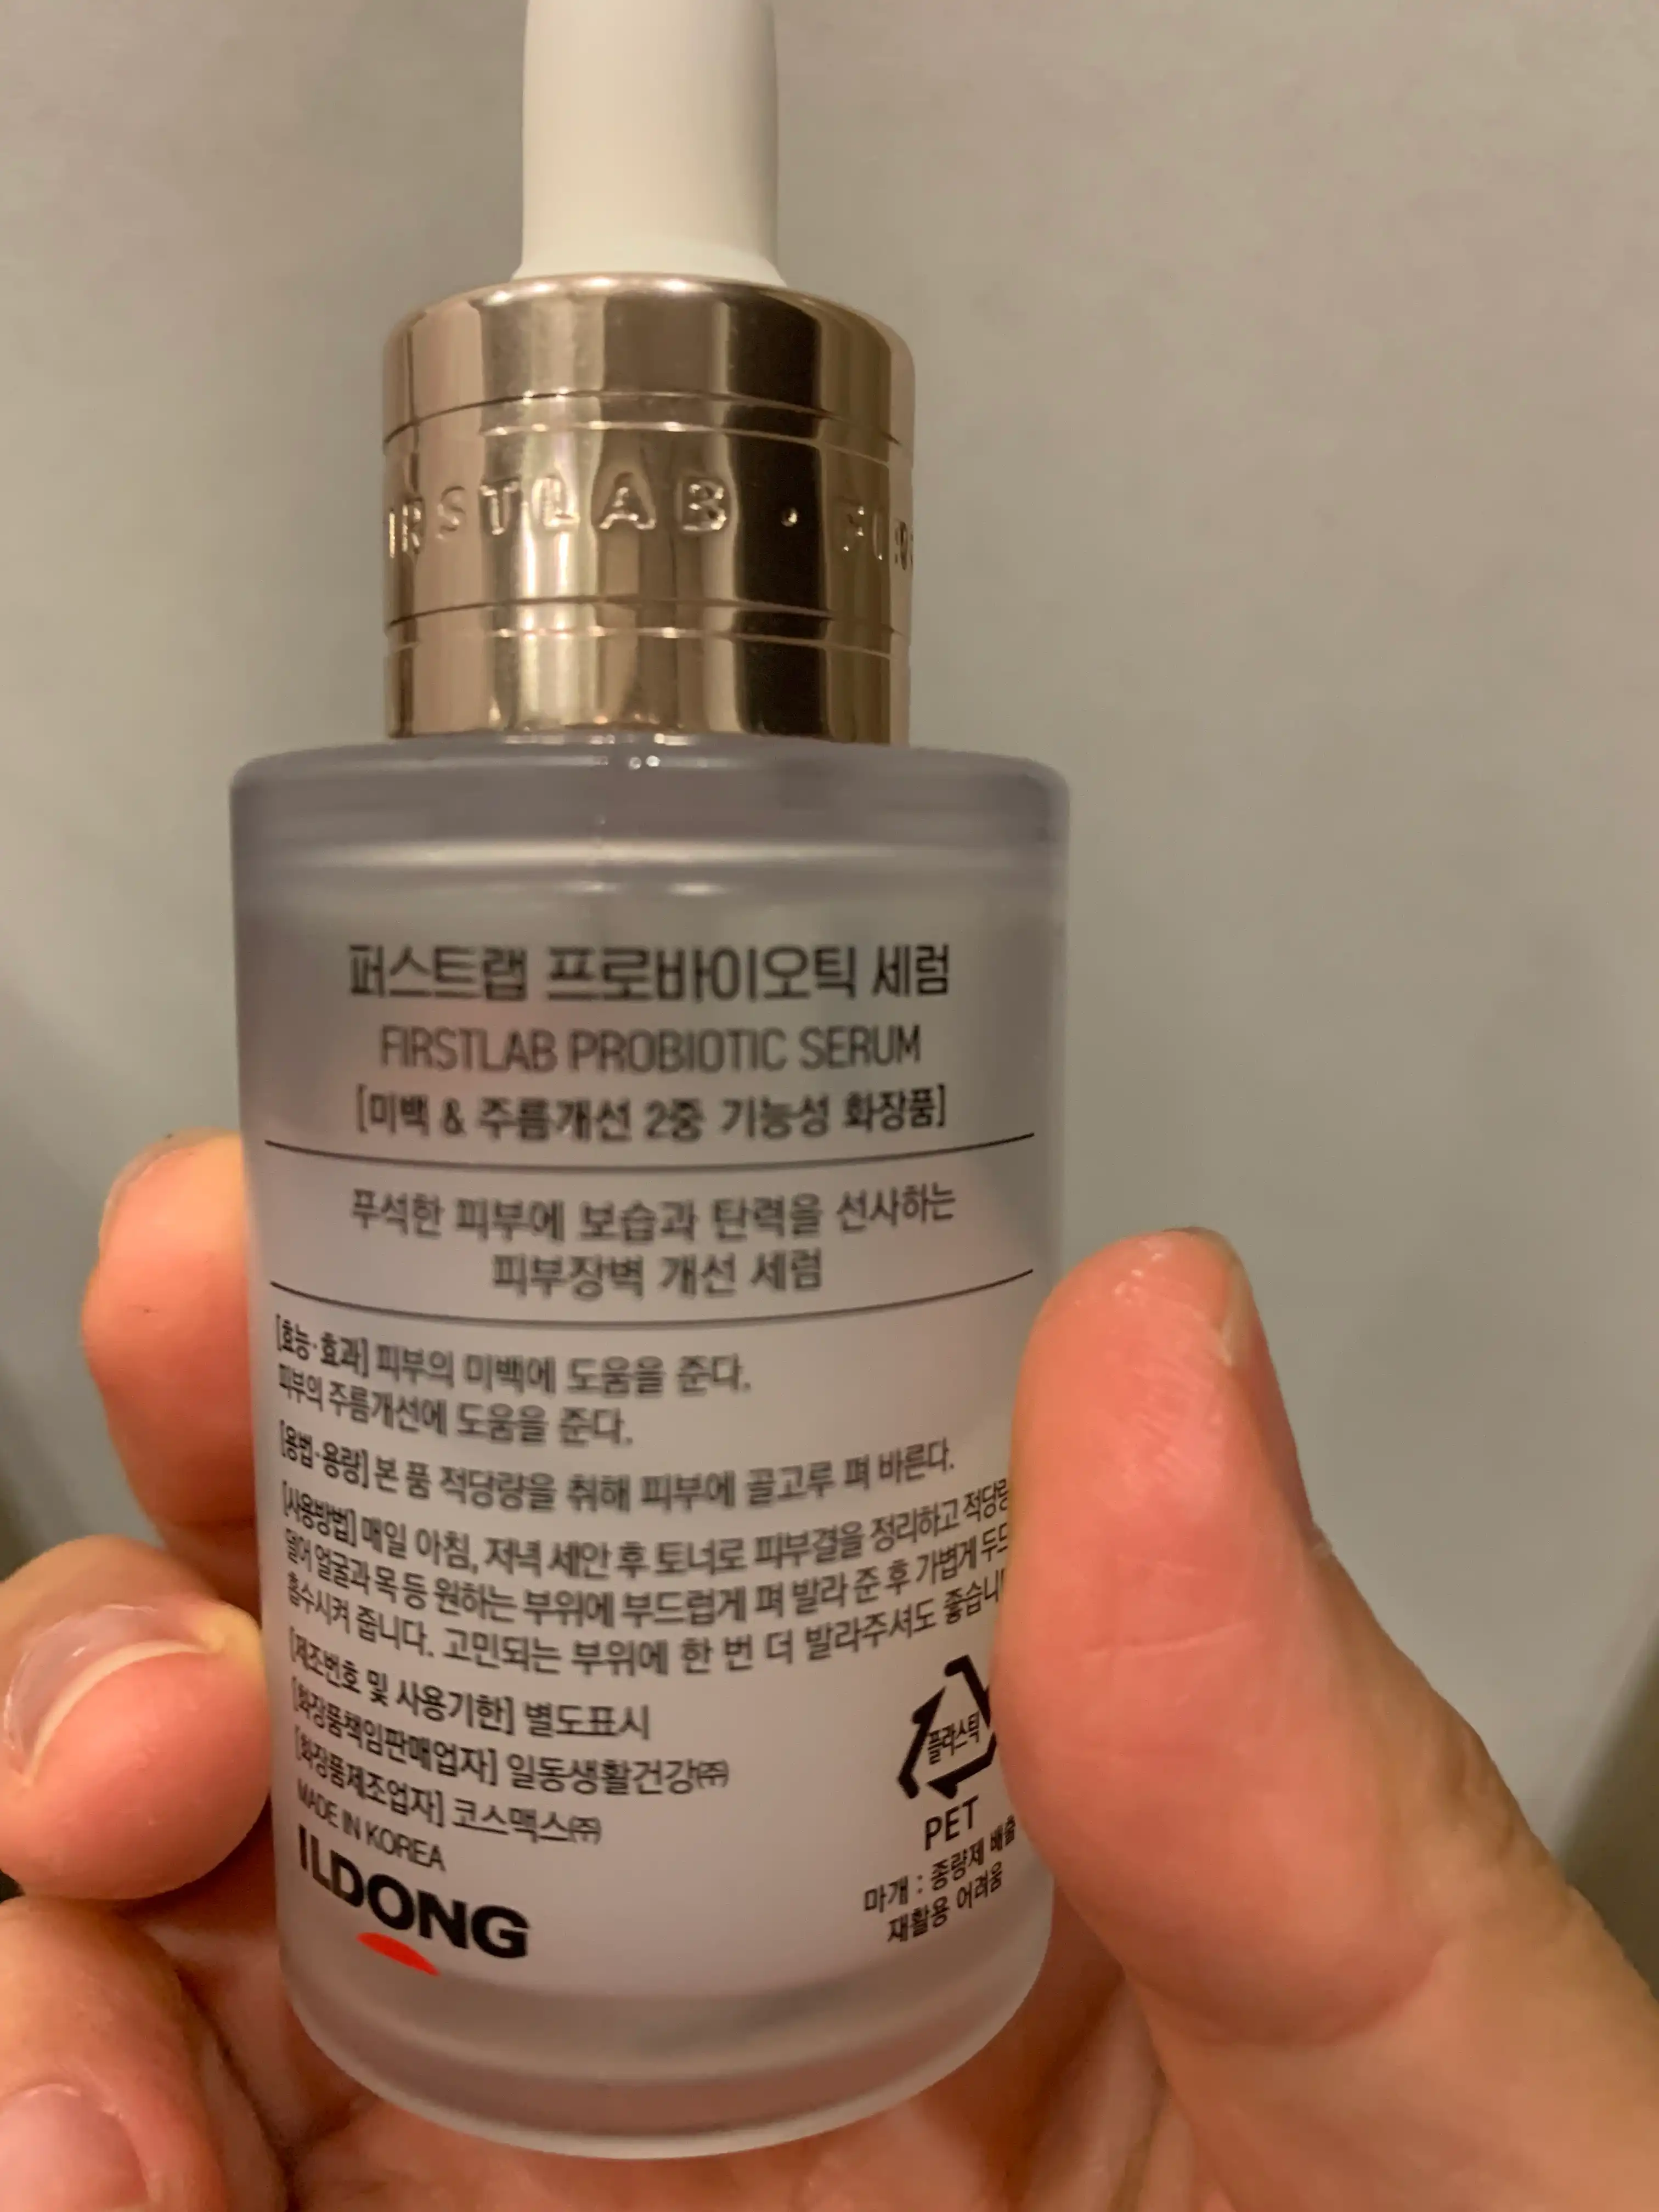 IRSTLAB · FIRS
퍼스트랩 프로바이오틱 세럼
FIRSTLAB PROBIOTIC SERUM
[미백 & 주름개선 2중 기능성 화장품]
푸석한 피부에 보습과 탄력을 선사하는
피부장벽 개선 세럼
[효능·효과] 피부의 미백에 도움을 준다.
피부의 주름개선에 도움을 준다.
[용법·용량] 본 품 적당량을 취해 피부에 골고루 펴 바른다.
[사용방법] 매일 아침, 저녁 세안 후 토너로 피부결을 정리하고 적당량
덜어 얼굴과 목 등 원하는 부위에 부드럽게 펴 발라 준 후 가볍게 두드
흡수시켜 줍니다. 고민되는 부위에 한 번 더 발라주셔도 좋습니
[제조번호 및 사용기한] 별도표시
[화장품책임판매업자] 일동생활건강㈜
[화장품제조업자] 코스맥스㈜
MADE IN KOREA
ILDONG
플라스틱
PET
마개 : 종량제 배출
재활용 어려움